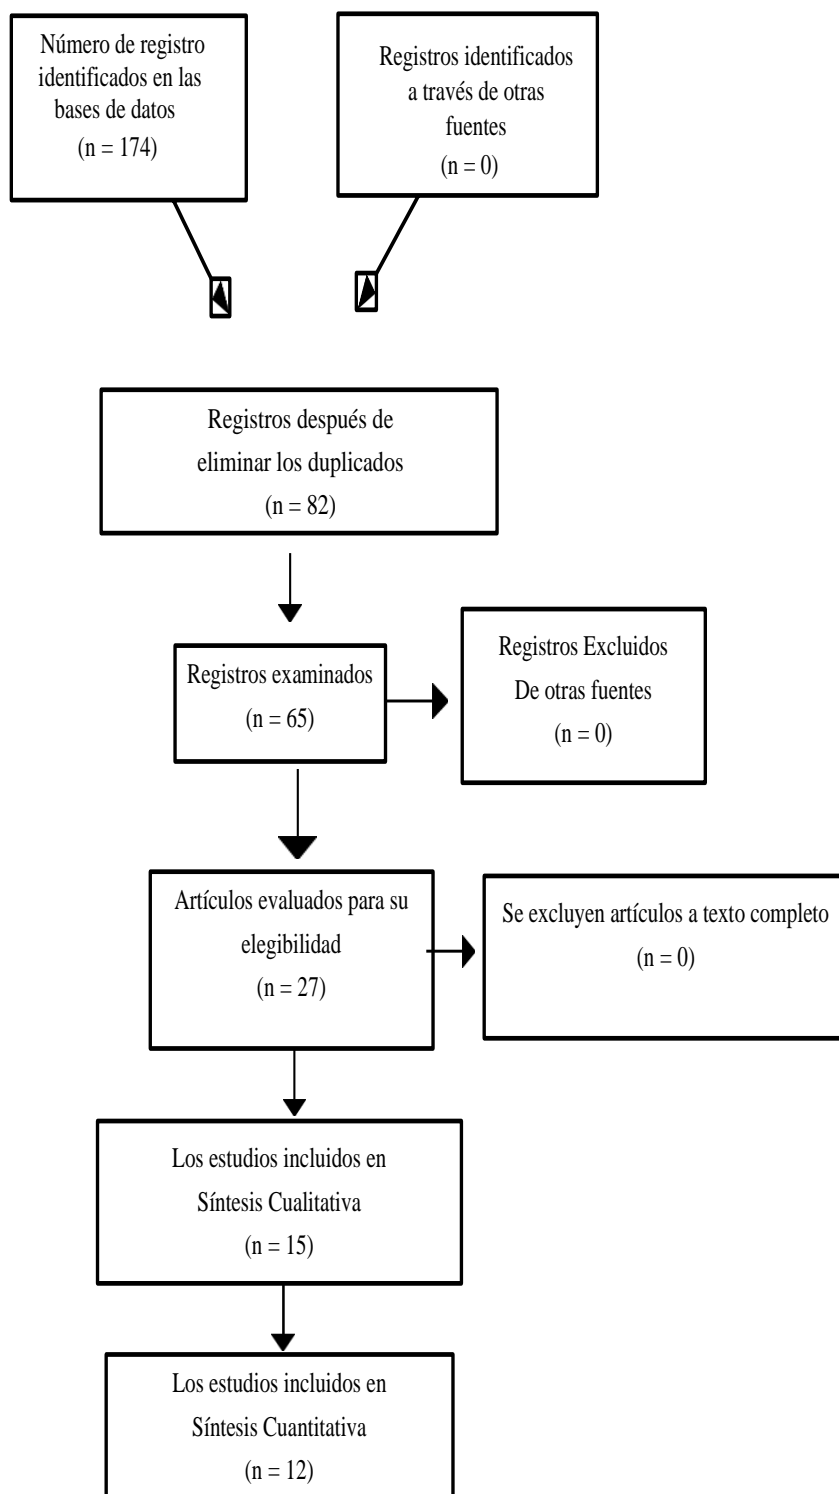 Número de registro
identificados en las
bases de datos
(n = 174)
Registros identificados
a través de otras
fuentes
(n = 0)
Registros después de
eliminar los duplicados
(n = 82)
Registros examinados
(n = 65)
Registros Excluidos
De otras fuentes
(n = 0)
Artículos evaluados para su
elegibilidad
(n = 27)
Se excluyen artículos a texto completo
(n = 0)
Los estudios incluidos en
Síntesis Cualitativa
(n = 15)
Los estudios incluidos en
Síntesis Cuantitativa
(n = 12)